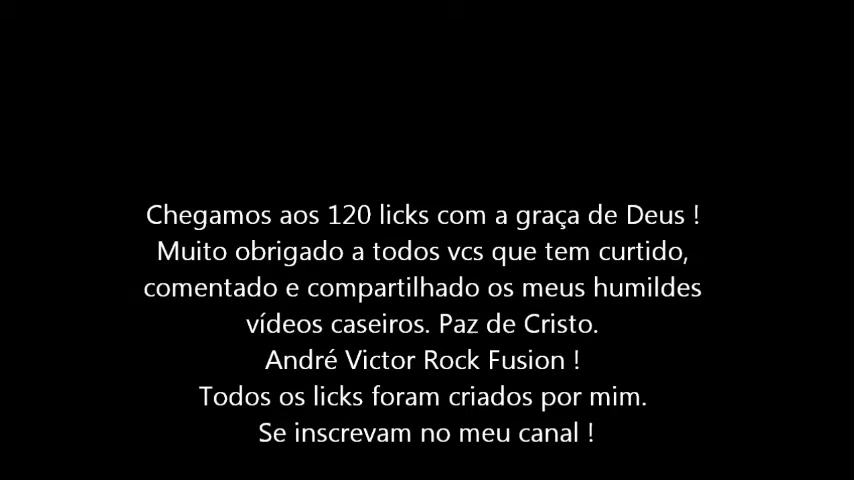 Chegamos aos 120 licks com a graça de Deus !
Muito obrigado a todos vcs que tem curtido,
comentado e compartilhado os meus humildes
vídeos caseiros. Paz de Cristo.
André Victor Rock Fusion !
Todos os licks foram criados por mim.
Se inscrevam no meu canal !